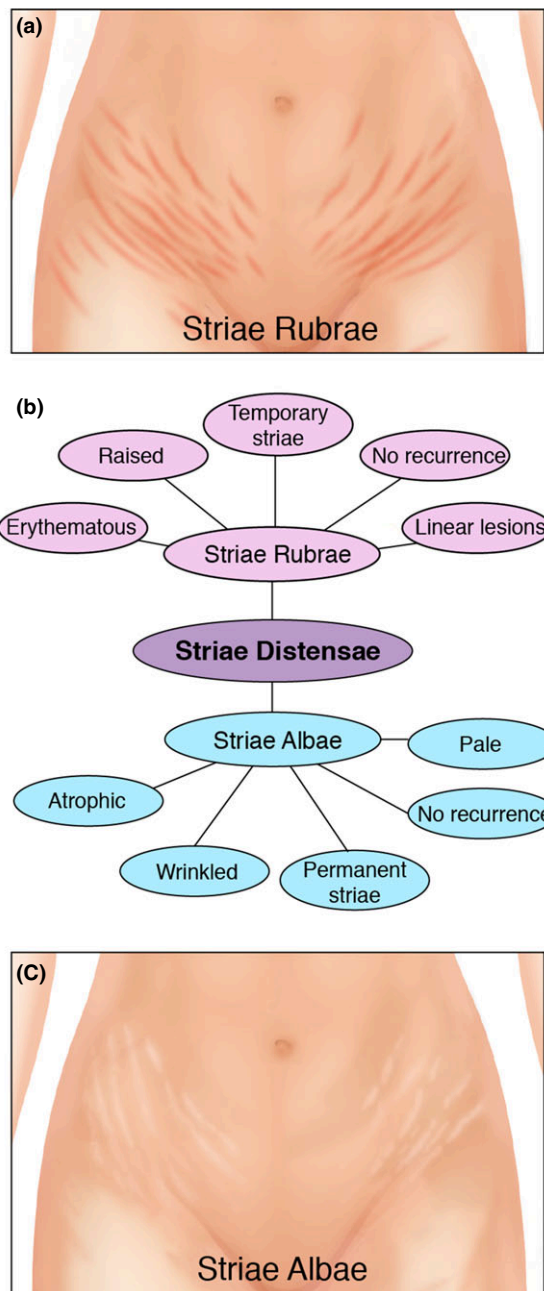 (a)
Striae Rubrae
(b)
Temporary
striae
Raised
No recurrence
Erythematous
Linear lesions
Striae Rubrae
Striae Distensae
Striae Albae
Pale
Atrophic
No recurrence
Wrinkled
Permanent
striae
(C)
Striae Albae